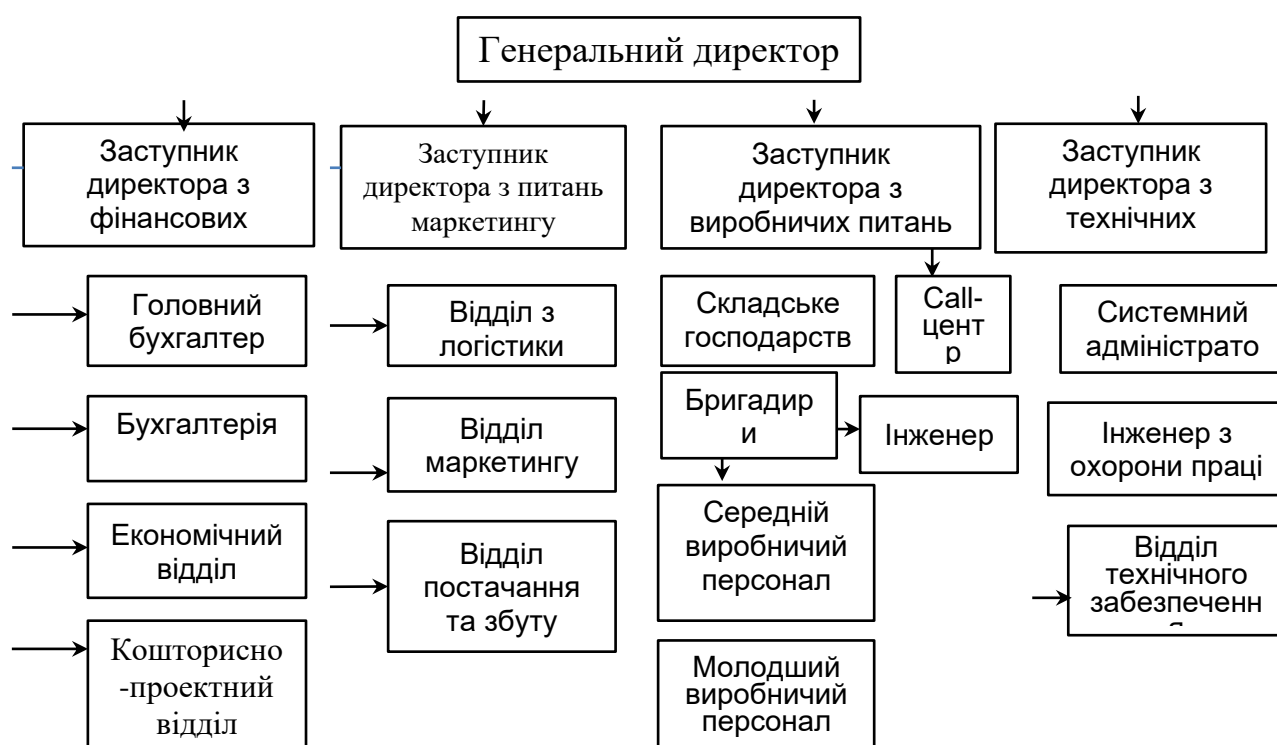 Генеральний директор
Заступник
директора з
фінансових
Заступник
директора з питань
маркетингу
Заступник
директора з
виробничих питань
Заступник
директора з
технічних
Головний
бухгалтер
Відділ з
логістики
Складське
господарств
Call-
цент
р
Системний
адміністрато
Бухгалтерія
Відділ
маркетингу
Бригадир
и
Інженер
Інженер з
охорони праці
Економічний
відділ
Відділ
постачання
та збуту
Середній
виробничий
персонал
Відділ
технічного
забезпеченн
Кошторисно
-проектний
відділ
Молодший
виробничий
персонал